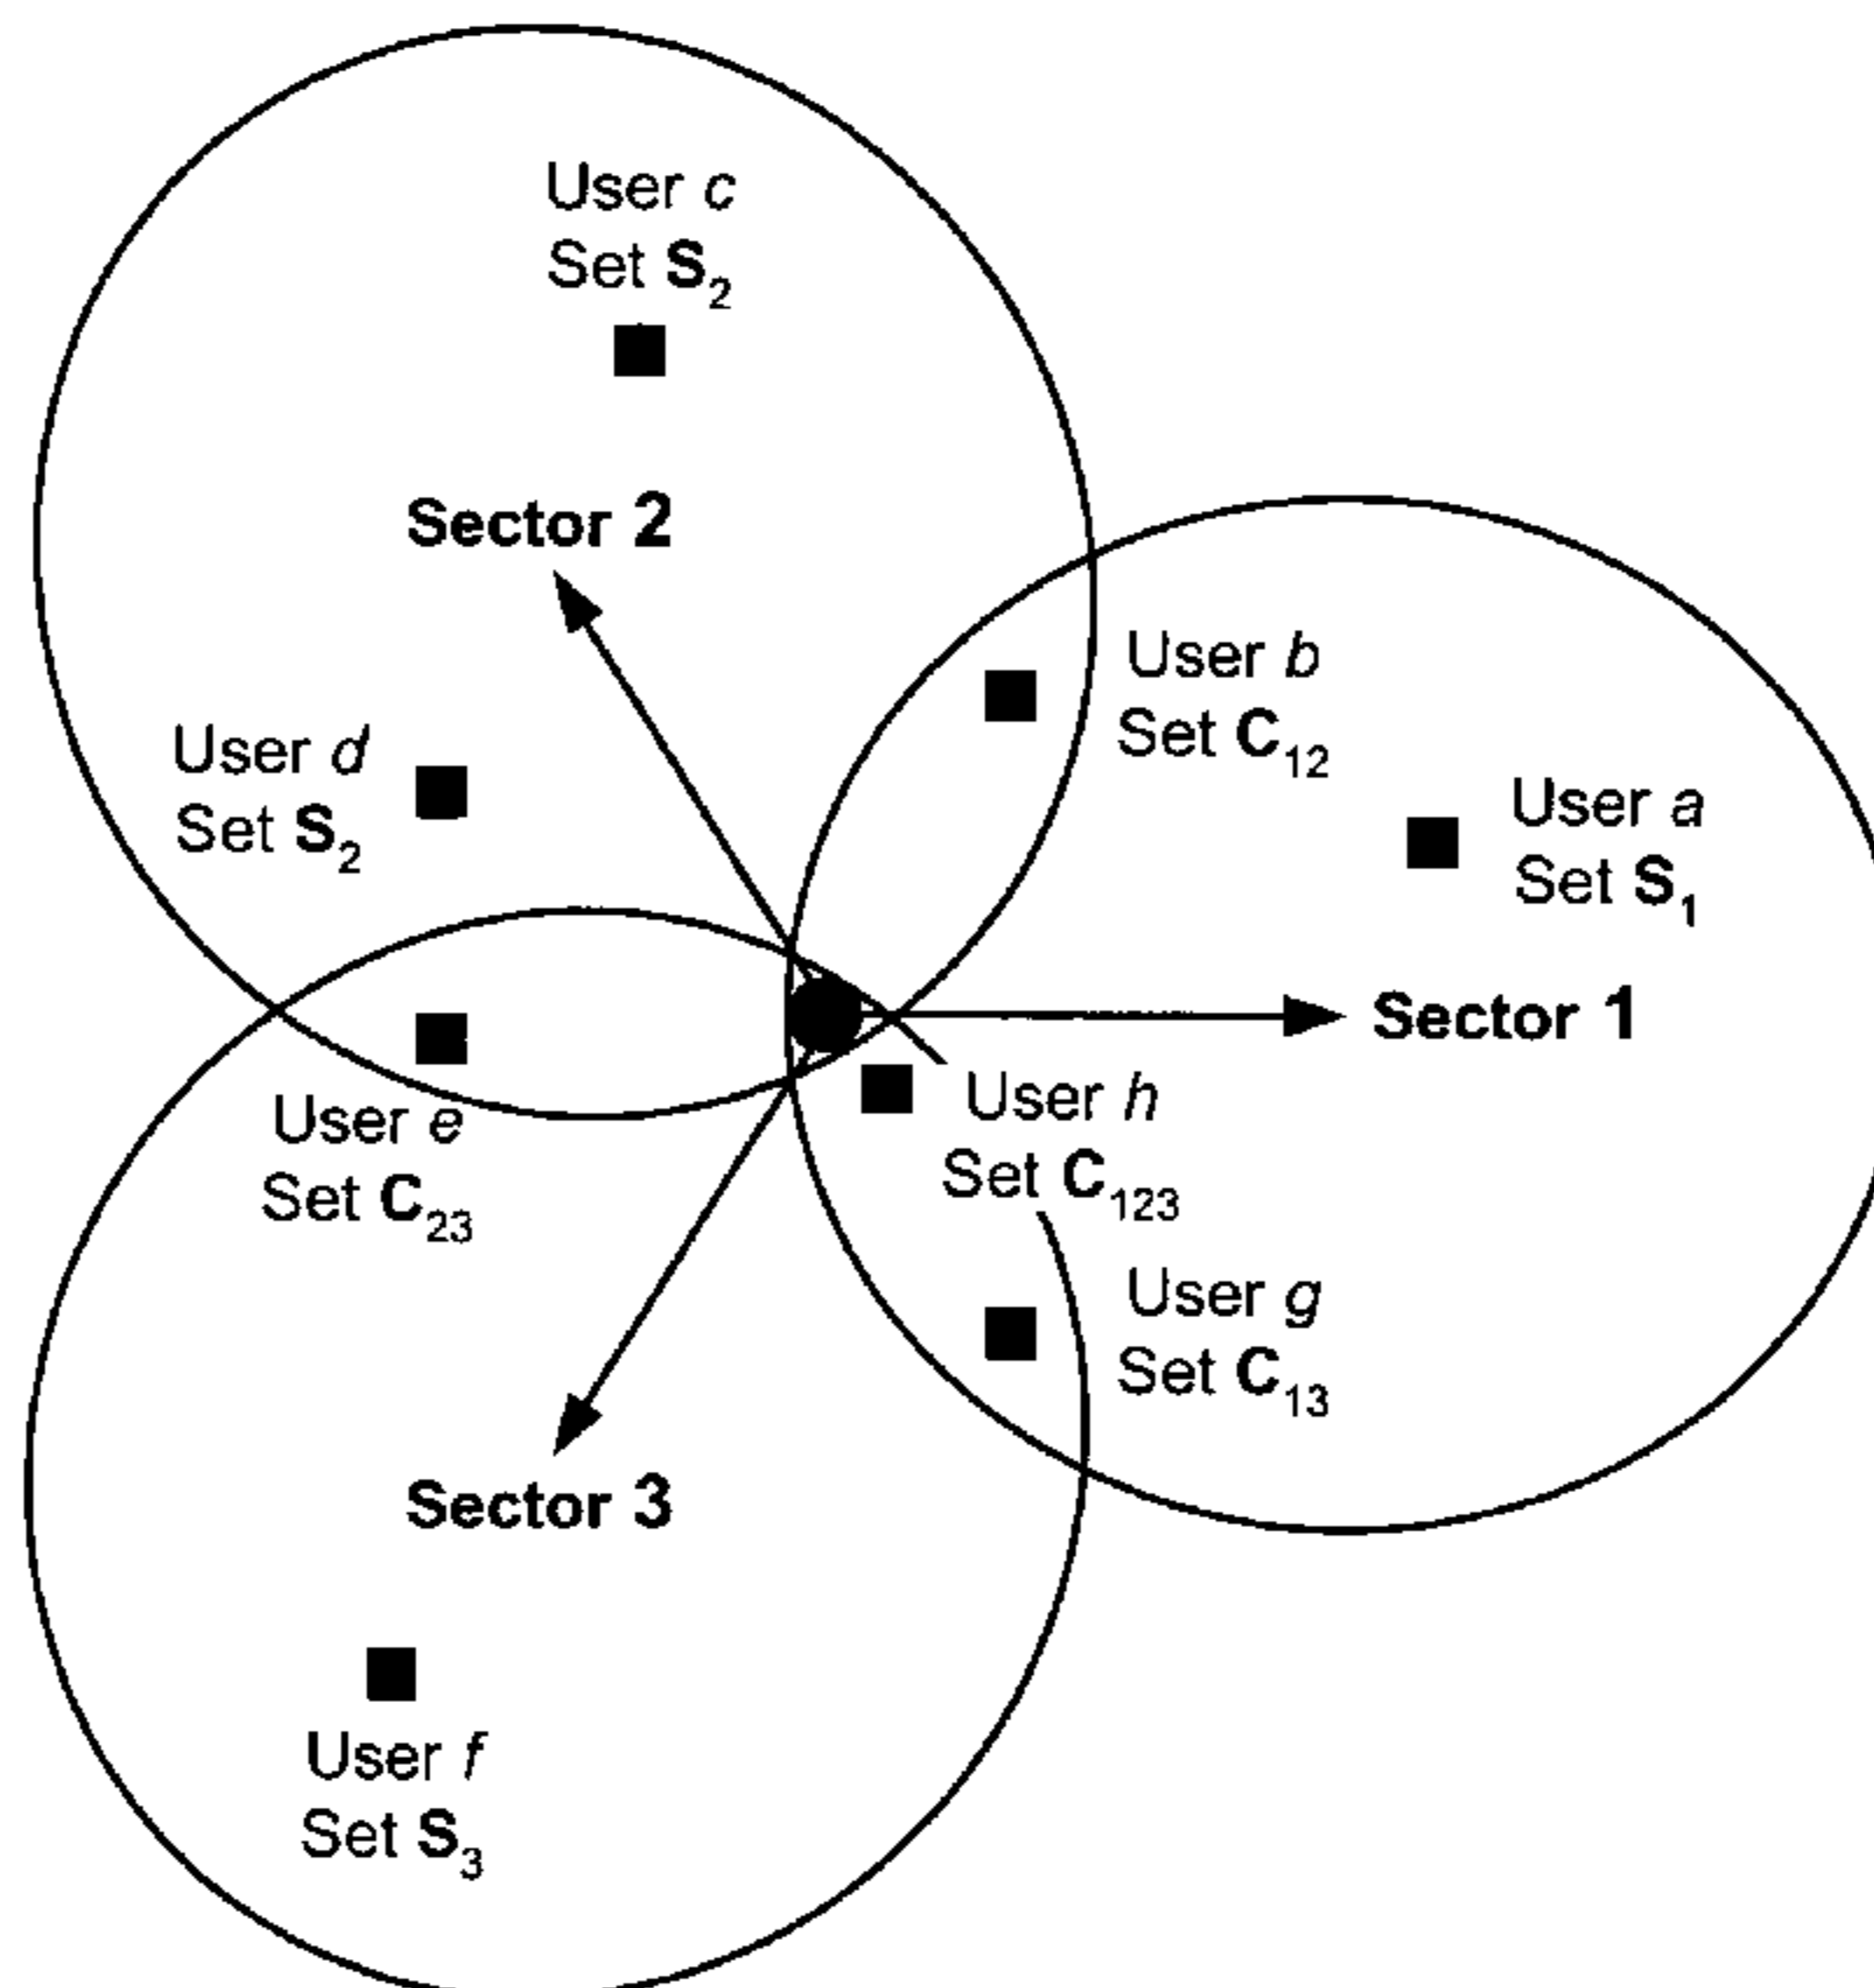 User c
Set S₂
Sector 2
User b
Set C₁₂
User d
Set S₂
User a
Set S₁
Sector 1
User e
Set C₂₃
User h
Set C₁₂₃
User g
Set C₁₃
Sector 3
User f
Set S₃